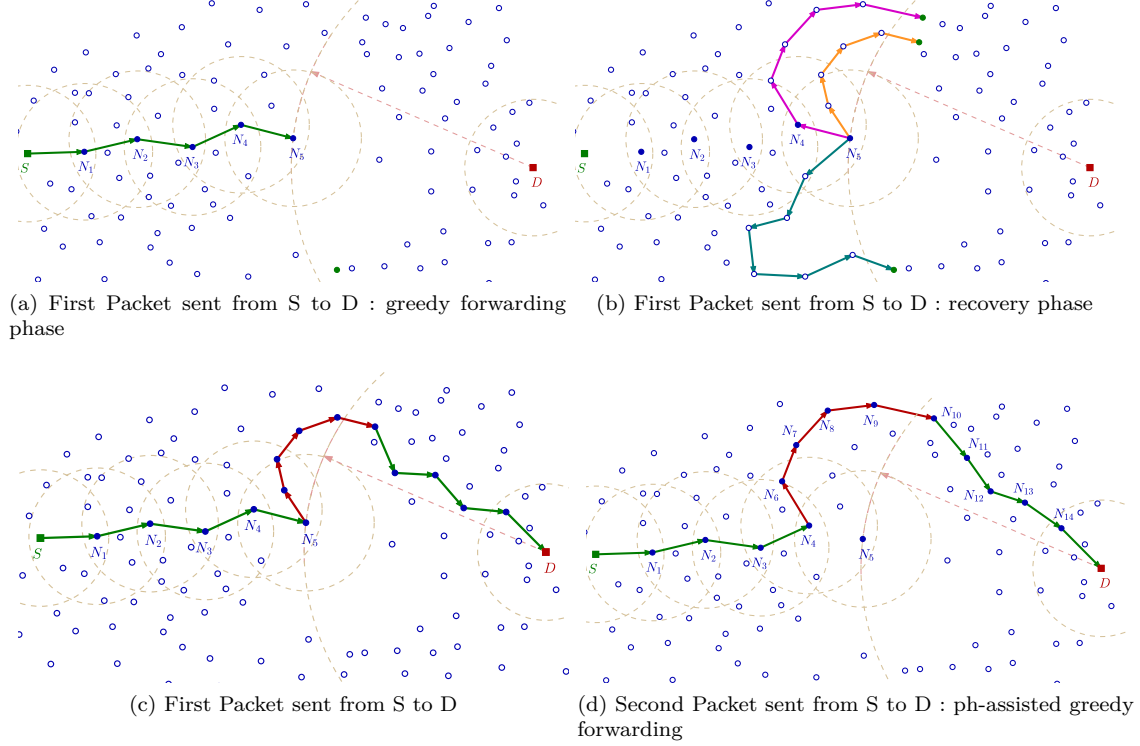 S
N1
N2
N3
N4
N5
D
S
N1
N2
N3
N4
N5
D
(a) First Packet sent from S to D : greedy forwarding
phase
(b) First Packet sent from S to D : recovery phase
S
N1
N2
N3
N4
N5
D
S
N1
N2
N3
N4
N5
N6
N7
N8
N9
N10
N11
N12
N13
N14
D
(c) First Packet sent from S to D
(d) Second Packet sent from S to D : ph-assisted greedy
forwarding